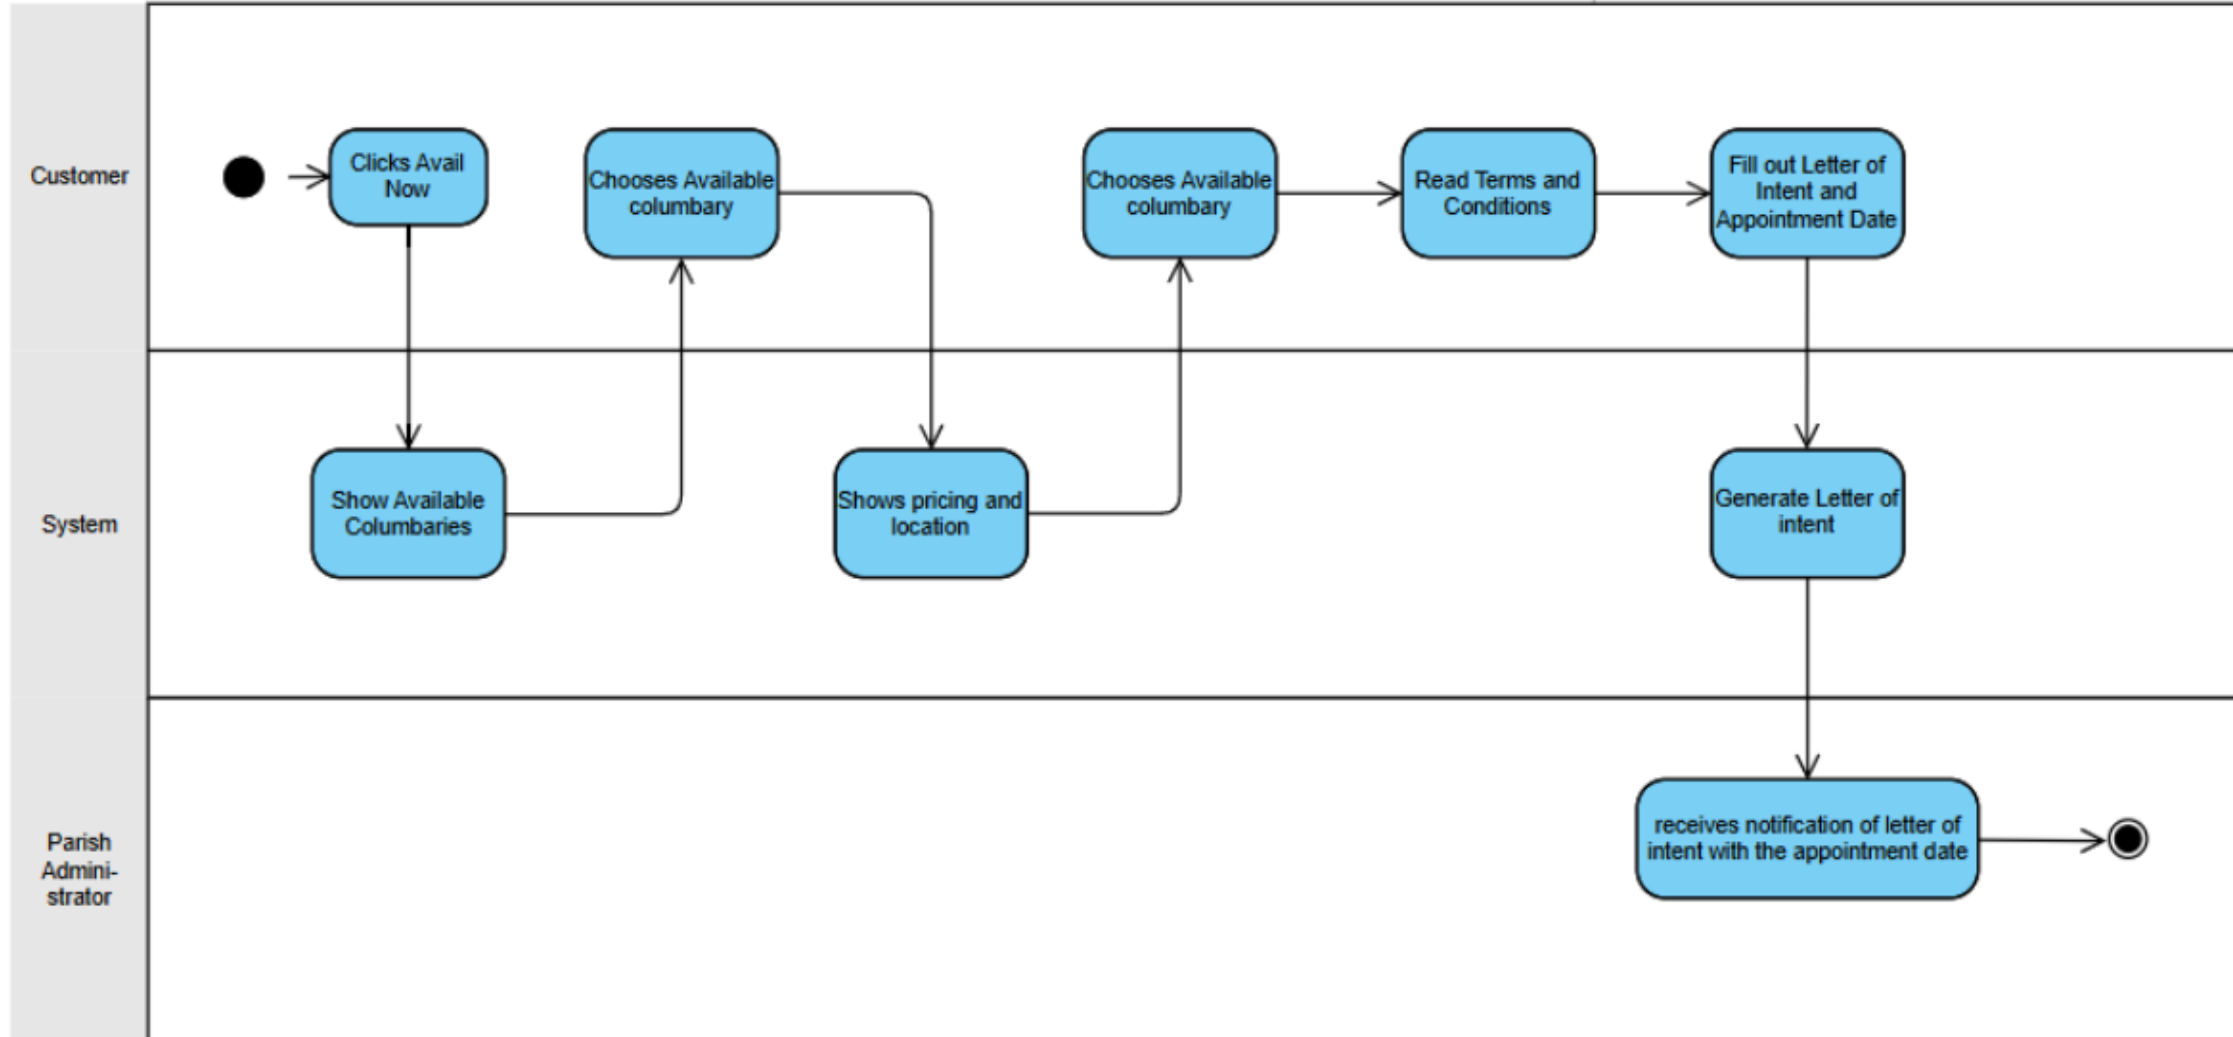 Customer
Clicks Avail
Now
Chooses Available
columbary
Chooses Available
columbary
Read Terms and
Conditions
Fill out Letter of
Intent and
Appointment Date
System
Show Available
Columbaries
Shows pricing and
location
Generate Letter of
intent
Parish
Admini-
strator
receives notification of letter of
intent with the appointment date